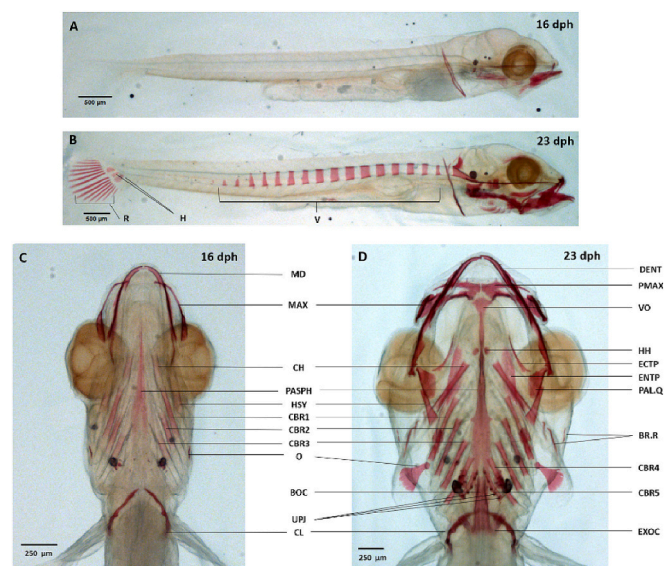 A
16 dph
500 µm
B
23 dph
500 µm
R
H
V
C
16 dph
D
23 dph
MD
MAX
CH
PASPH
HSY
CBR1
CBR2
CBR3
O
BOC
UPJ
CL
DENT
PMAX
VO
HH
ECTP
ENTP
PAL.Q
BR.R
CBR4
CBR5
EXOC
250 µm
250 µm